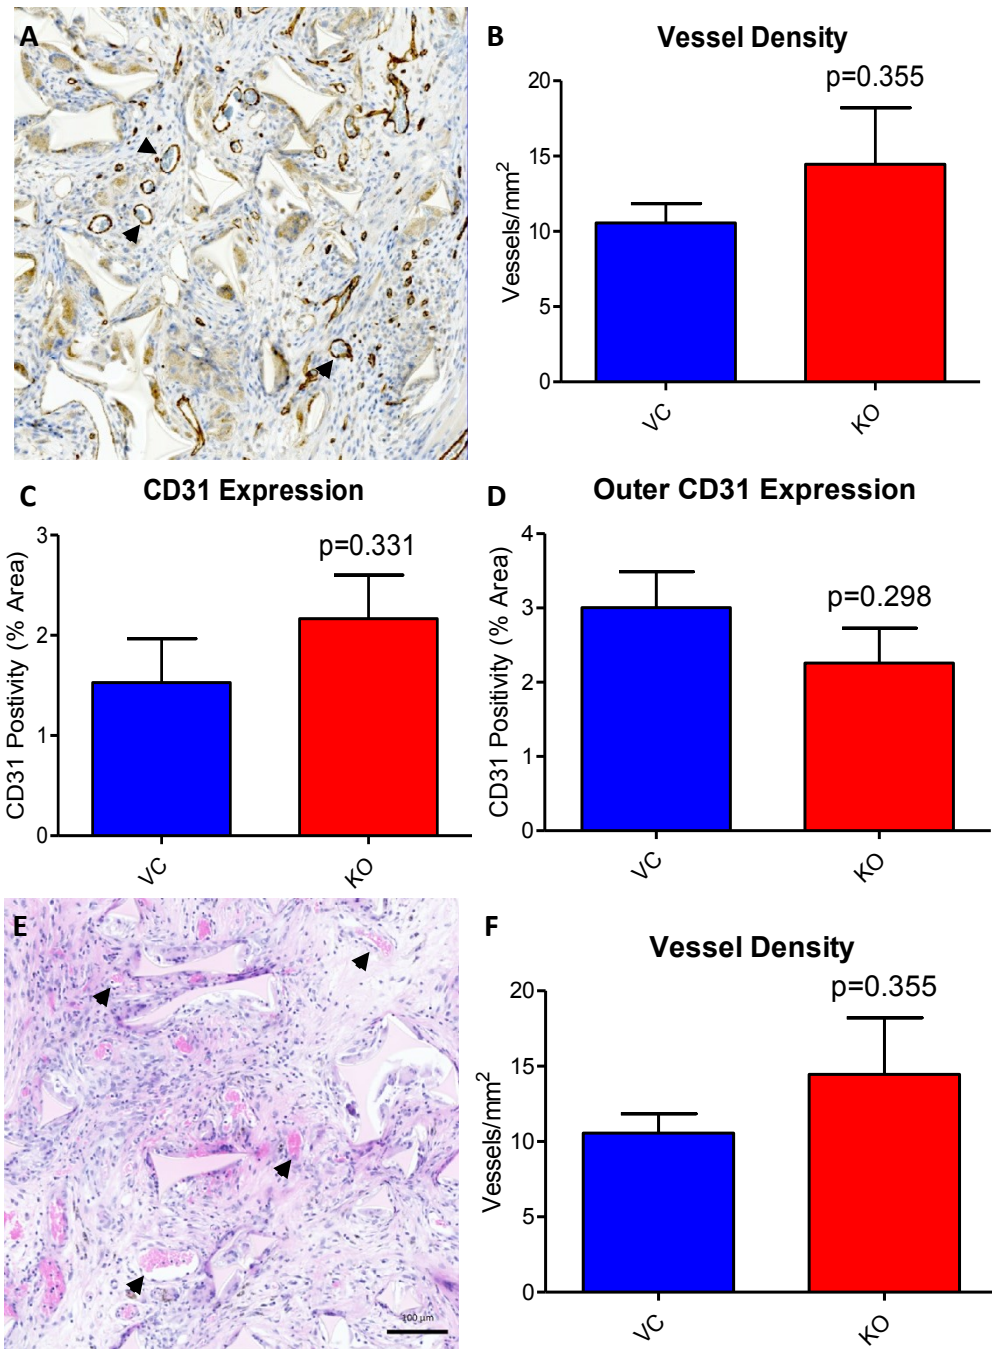 A
B
Vessel Density
Vessels/mm²
20
15
10
5
0
p=0.355
VC
KO
C
CD31 Expression
CD31 Postivity (% Area)
3
2
1
0
p=0.331
VC
KO
D
Outer CD31 Expression
CD31 Positivity (% Area)
4
3
2
1
0
p=0.298
VC
KO
E
100 µm
F
Vessel Density
Vessels/mm²
20
15
10
5
0
p=0.355
VC
KO